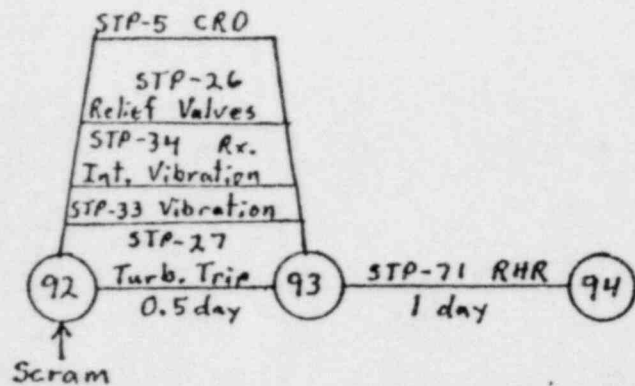 STP-5 CRD
STP-26
Relief Valves
STP-34 Rx.
Int. Vibration
STP-33 Vibration
STP-27
92 Turb. Trip 93 STP-71 RHR 94
0.5 day 1 day
Scram